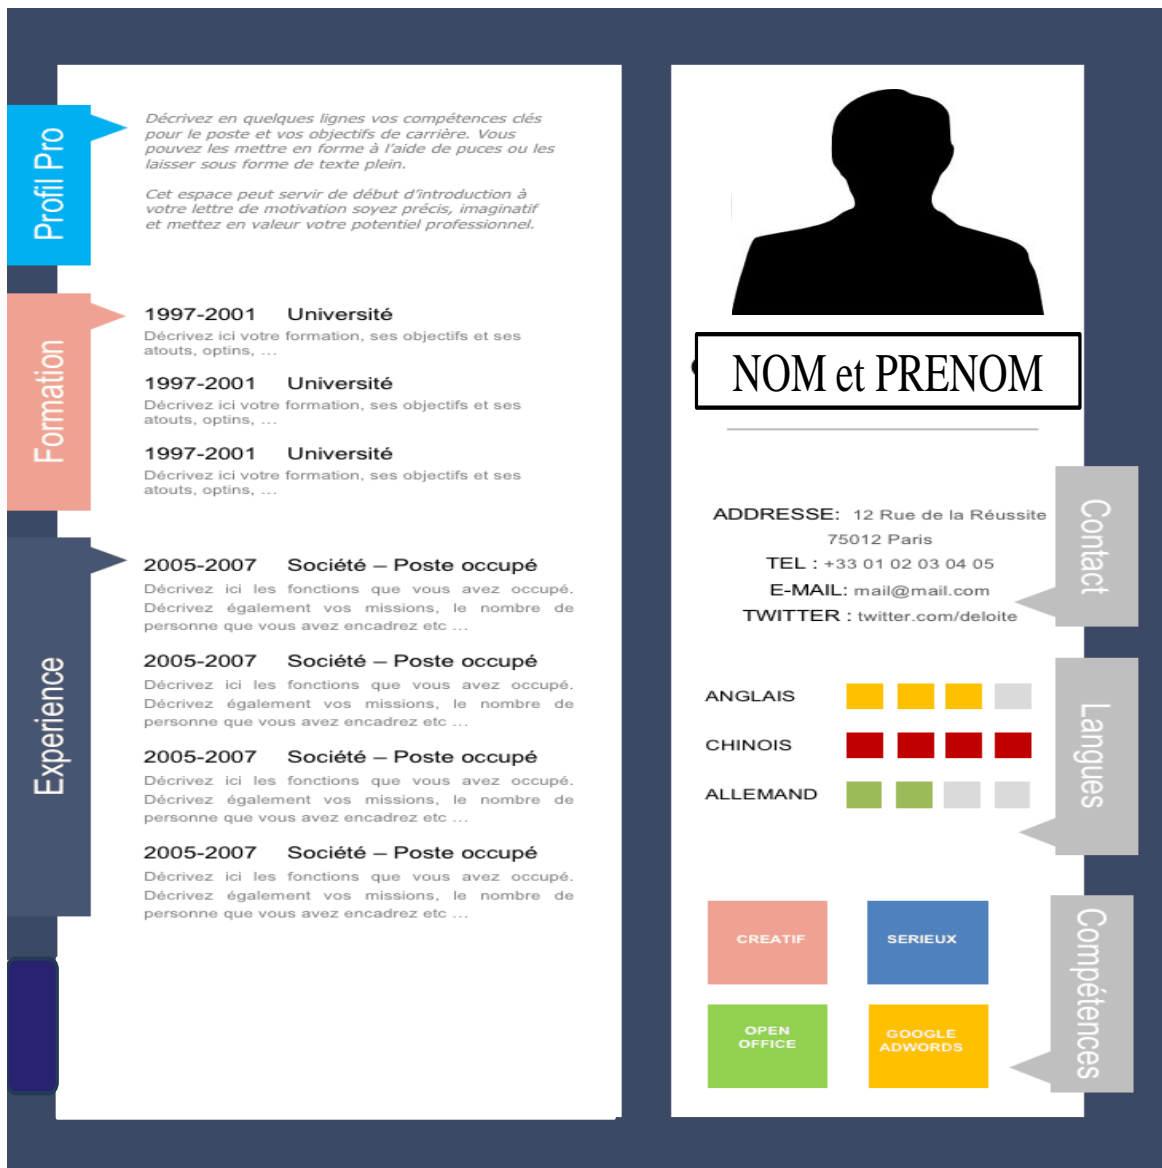 Profil Pro
Décrivez en quelques lignes vos compétences clés
pour le poste et vos objectifs de carrière. Vous
pouvez les mettre en forme à l'aide de puces ou les
laisser sous forme de texte plein.
Cet espace peut servir de début d'introduction à
votre lettre de motivation soyez précis, imaginatif
et mettez en valeur votre potentiel professionnel.
Formation
1997-2001 Université
Décrivez ici votre formation, ses objectifs et ses
atouts, optins, ...
1997-2001 Université
Décrivez ici votre formation, ses objectifs et ses
atouts, optins, ...
1997-2001 Université
Décrivez ici votre formation, ses objectifs et ses
atouts, optins, ...
Experience
2005-2007 Société – Poste occupé
Décrivez ici les fonctions que vous avez occupé.
Décrivez également vos missions, le nombre de
personne que vous avez encadrez etc ...
2005-2007 Société – Poste occupé
Décrivez ici les fonctions que vous avez occupé.
Décrivez également vos missions, le nombre de
personne que vous avez encadrez etc ...
2005-2007 Société – Poste occupé
Décrivez ici les fonctions que vous avez occupé.
Décrivez également vos missions, le nombre de
personne que vous avez encadrez etc ...
2005-2007 Société – Poste occupé
Décrivez ici les fonctions que vous avez occupé.
Décrivez également vos missions, le nombre de
personne que vous avez encadrez etc ...
NOM et PRENOM
Contact
ADDRESSE: 12 Rue de la Réussite
75012 Paris
TEL : +33 01 02 03 04 05
E-MAIL: mail@mail.com
TWITTER : twitter.com/deloite
Langues
ANGLAIS
CHINOIS
ALLEMAND
Compétences
CREATIF
SERIEUX
OPEN
OFFICE
GOOGLE
ADWORDS